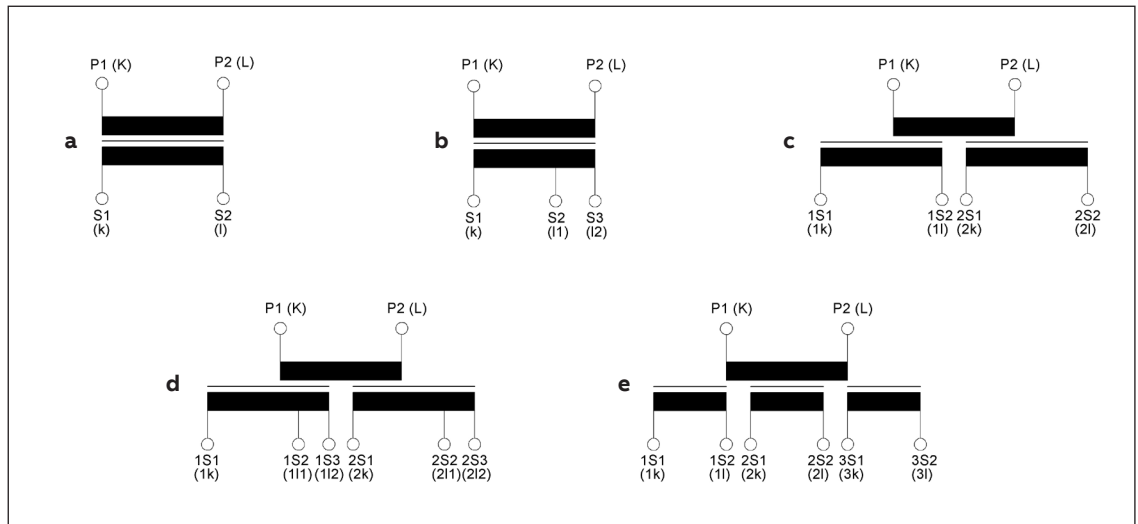 P1 (K) P2 (L)
a
S1 S2
(k) (l)
P1 (K) P2 (L)
b
S1 S2 S3
(k) (l1) (l2)
P1 (K) P2 (L)
c
1S1 1S2 2S1 2S2
(1k) (1l) (2k) (2l)
P1 (K) P2 (L)
d
1S1 1S2 1S3 2S1 2S2 2S3
(1k) (1l1) (1l2) (2k) (2l1) (2l2)
P1 (K) P2 (L)
e
1S1 1S2 2S1 2S2 3S1 3S2
(1k) (1l) (2k) (2l) (3k) (3l)